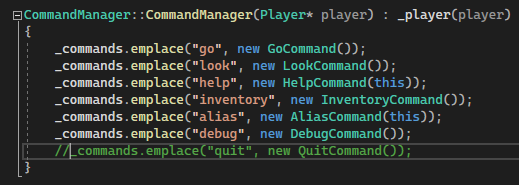 CommandManager::CommandManager(Player* player) : _player(player)
{
    _commands.emplace("go", new GoCommand());
    _commands.emplace("look", new LookCommand());
    _commands.emplace("help", new HelpCommand(this));
    _commands.emplace("inventory", new InventoryCommand());
    _commands.emplace("alias", new AliasCommand(this));
    _commands.emplace("debug", new DebugCommand());
    //_commands.emplace("quit", new QuitCommand());
}